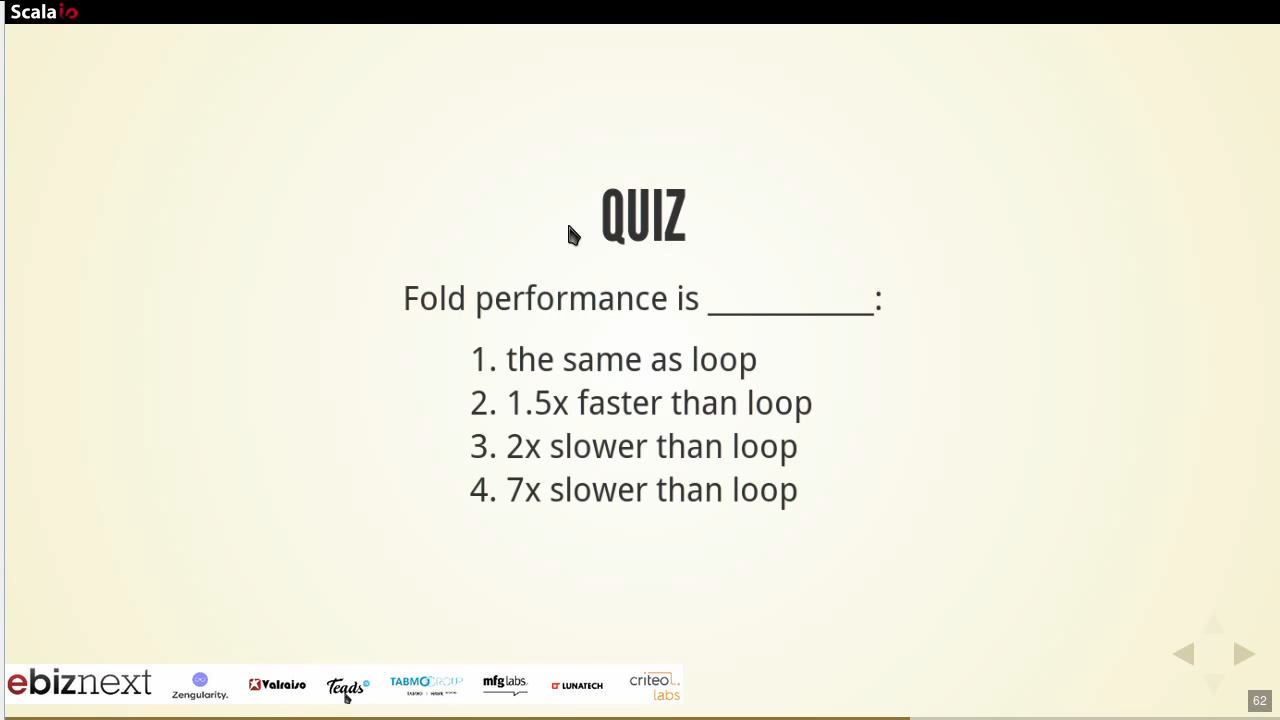 Scalaio
QUIZ
Fold performance is __________:
1. the same as loop
2. 1.5x faster than loop
3. 2x slower than loop
4. 7x slower than loop
ebiznext
Zengularity.
Valraiso
Teads
TABMO GROUP
mfg labs
LUNATECH
criteo
labs
62